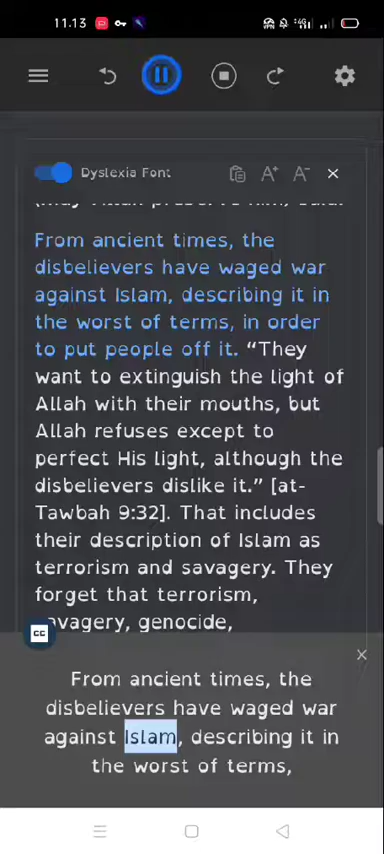 11.13
4G
Dyslexia Font
A+ A-
From ancient times, the
disbelievers have waged war
against Islam, describing it in
the worst of terms, in order
to put people off it. “They
want to extinguish the light of
Allah with their mouths, but
Allah refuses except to
perfect His light, although the
disbelievers dislike it.” [at-
Tawbah 9:32]. That includes
their description of Islam as
terrorism and savagery. They
forget that terrorism,
savagery, genocide,
CC
From ancient times, the
disbelievers have waged war
against Islam, describing it in
the worst of terms,